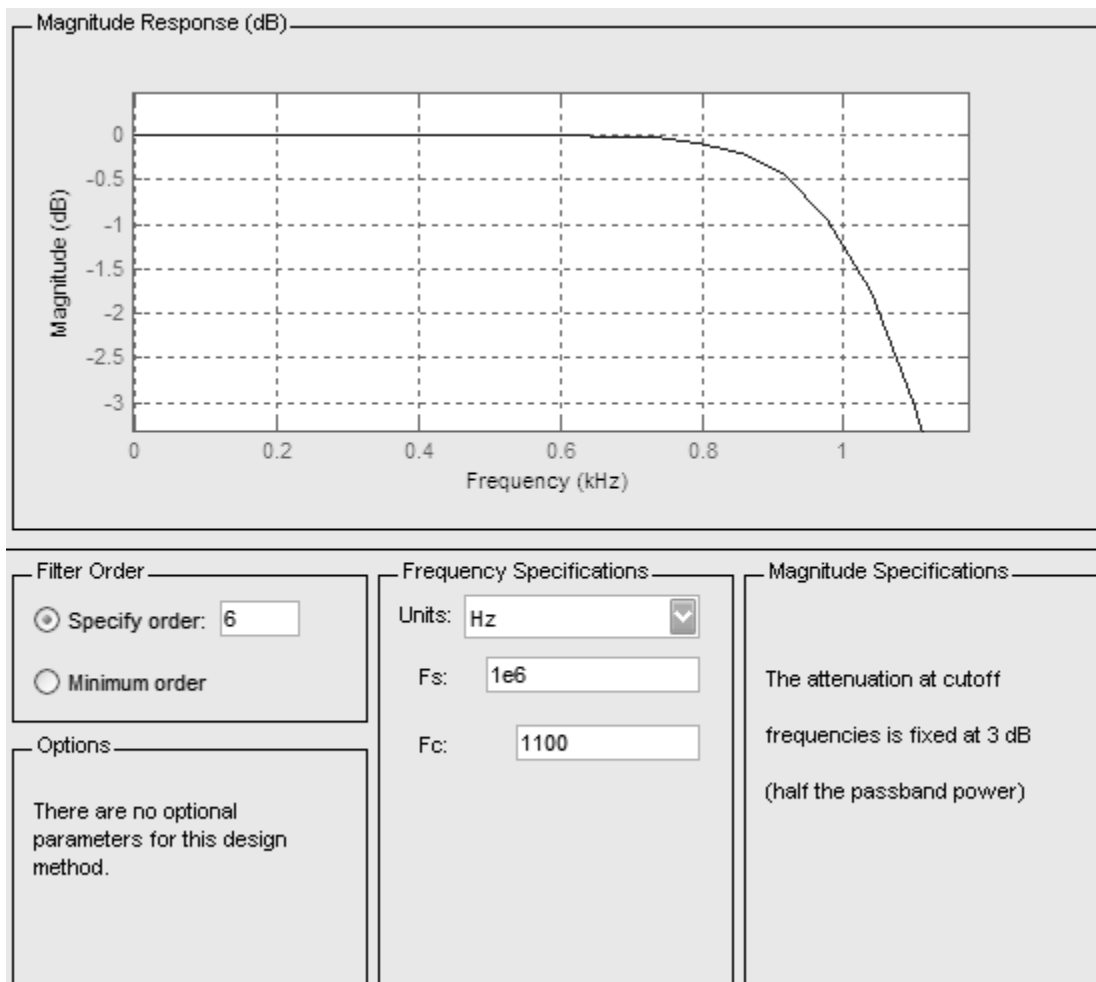 Magnitude Response (dB)
Magnitude (dB)
0
-0.5
-1
-1.5
-2
-2.5
-3
0 0.2 0.4 0.6 0.8 1
Frequency (kHz)
Filter Order
Specify order: 6
Minimum order
Options
There are no optional
parameters for this design
method.
Frequency Specifications
Units: Hz
Fs: 1e6
Fc: 1100
Magnitude Specifications
The attenuation at cutoff
frequencies is fixed at 3 dB
(half the passband power)